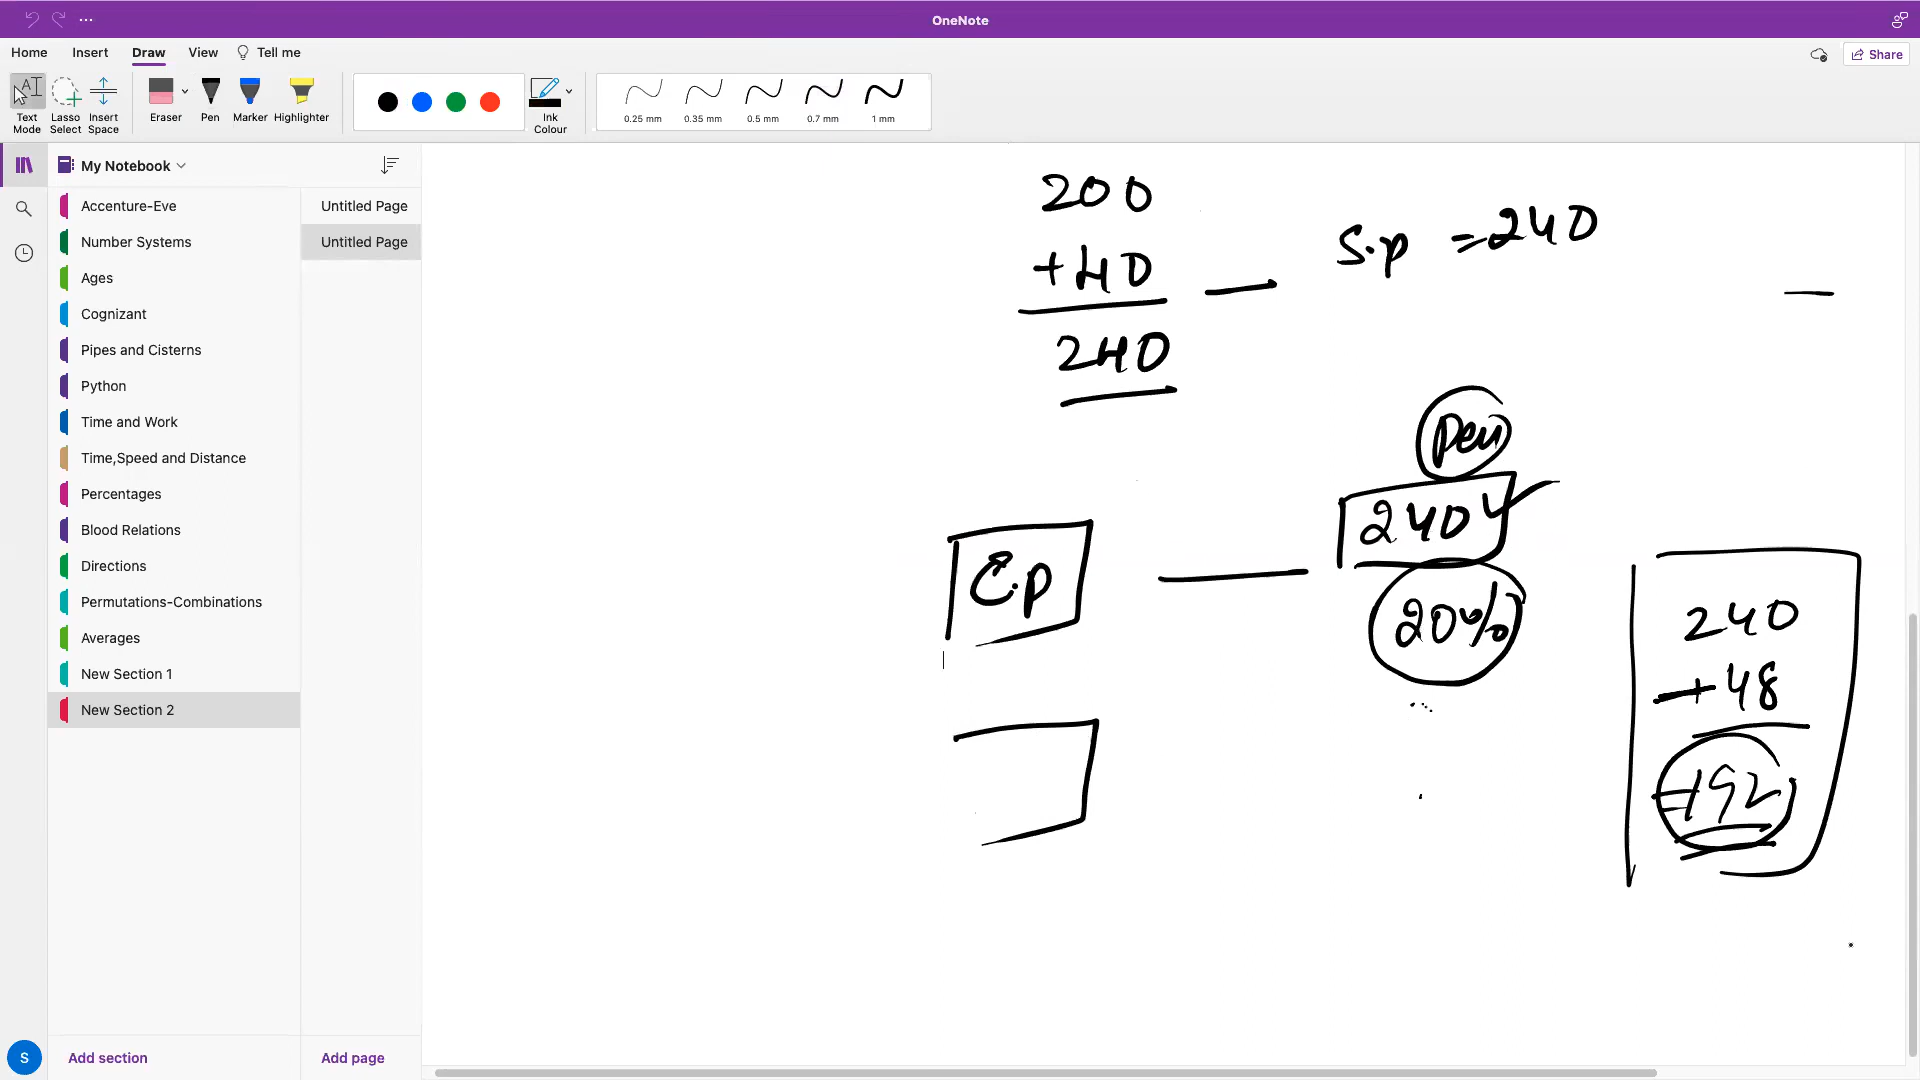 OneNote
Home Insert Draw View Tell me
Share
Text Mode
Lasso Select
Insert Space
Eraser
Pen
Marker
Highlighter
Ink Colour
0.25 mm
0.35 mm
0.5 mm
0.7 mm
1 mm
My Notebook
Accenture-Eve
Number Systems
Ages
Cognizant
Pipes and Cisterns
Python
Time and Work
Time,Speed and Distance
Percentages
Blood Relations
Directions
Permutations-Combinations
Averages
New Section 1
New Section 2
Untitled Page
Untitled Page
S
Add section
Add page
200
+40
240
S.p = 240
Pen
240
20%
C.p
240
+48
192